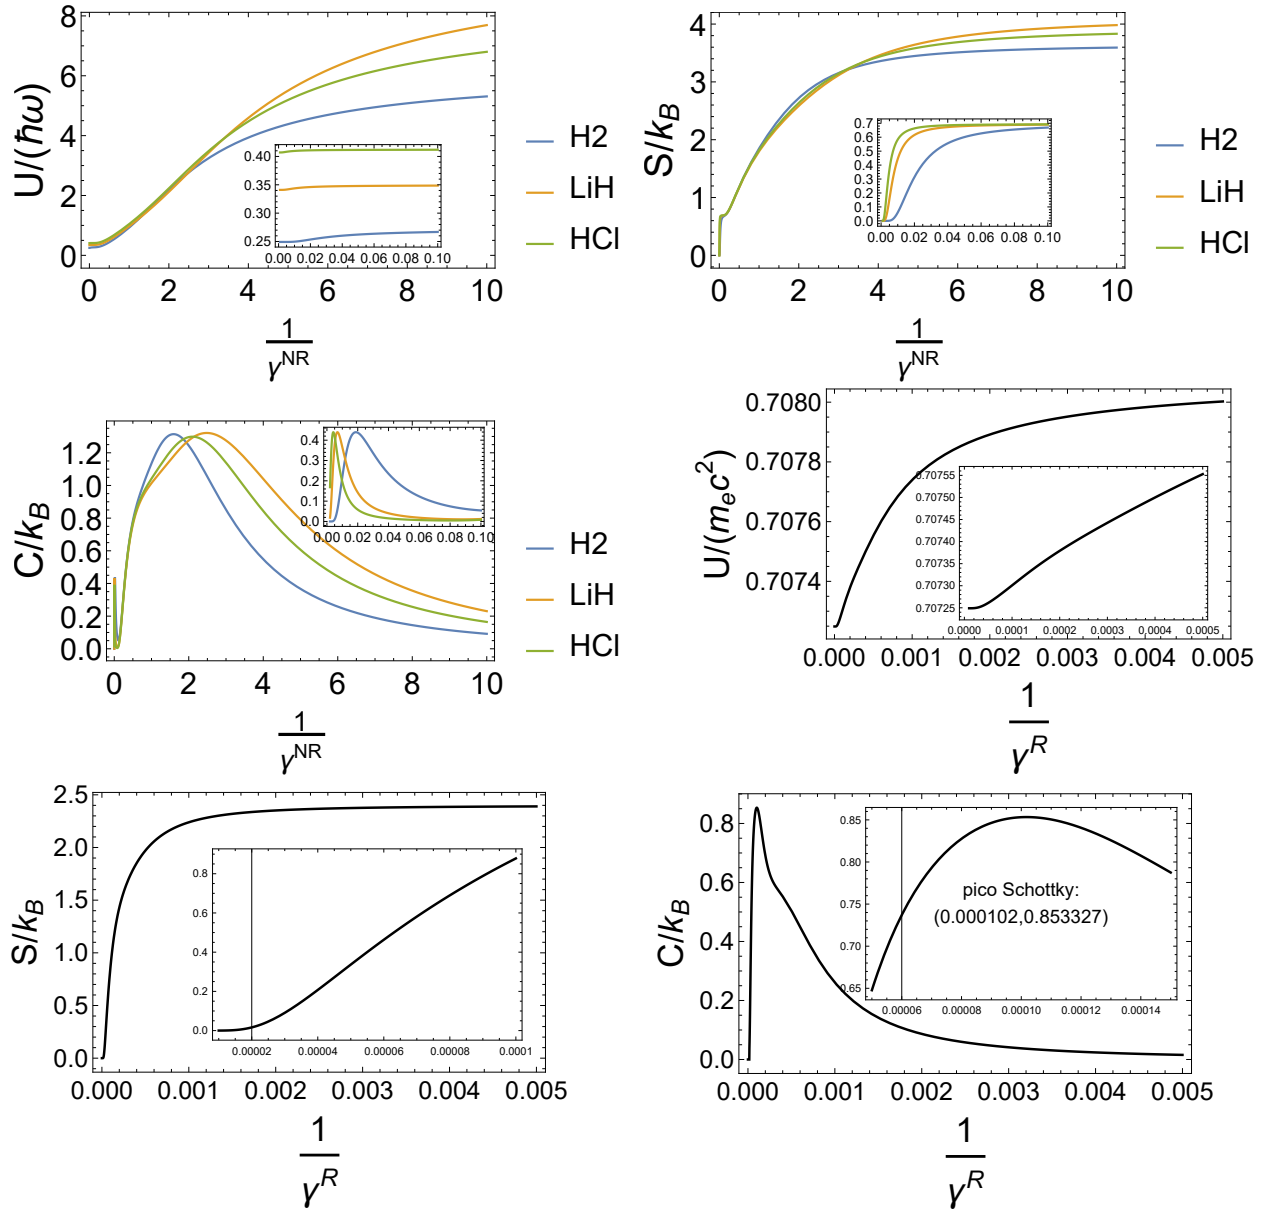 U/(ħω)
8
6
4
2
0
0.40
0.35
0.30
0.25
0.00 0.02 0.04 0.06 0.08 0.10
0 2 4 6 8 10
1
γ^NR
H2
LiH
HCl
S/k_B
4
3
2
1
0
0.7
0.6
0.5
0.4
0.3
0.2
0.1
0.0
0.00 0.02 0.04 0.06 0.08 0.10
0 2 4 6 8 10
1
γ^NR
H2
LiH
HCl
C/k_B
1.2
1.0
0.8
0.6
0.4
0.2
0.0
0.4
0.3
0.2
0.1
0.0
0.00 0.02 0.04 0.06 0.08 0.10
0 2 4 6 8 10
1
γ^NR
H2
LiH
HCl
U/(m_e c^2)
0.7080
0.7078
0.7076
0.7074
0.70755
0.70750
0.70745
0.70740
0.70735
0.70730
0.70725
0.0000 0.0001 0.0002 0.0003 0.0004 0.0005
0.000 0.001 0.002 0.003 0.004 0.005
1
γ^R
S/k_B
2.5
2.0
1.5
1.0
0.5
0.0
0.8
0.6
0.4
0.2
0.0
0.00002 0.00004 0.00006 0.00008 0.0001
0.000 0.001 0.002 0.003 0.004 0.005
1
γ^R
C/k_B
0.8
0.6
0.4
0.2
0.0
0.85
0.80
0.75
0.70
0.65
pico Schottky:
(0.000102,0.853327)
0.00006 0.00008 0.00010 0.00012 0.00014
0.000 0.001 0.002 0.003 0.004 0.005
1
γ^R